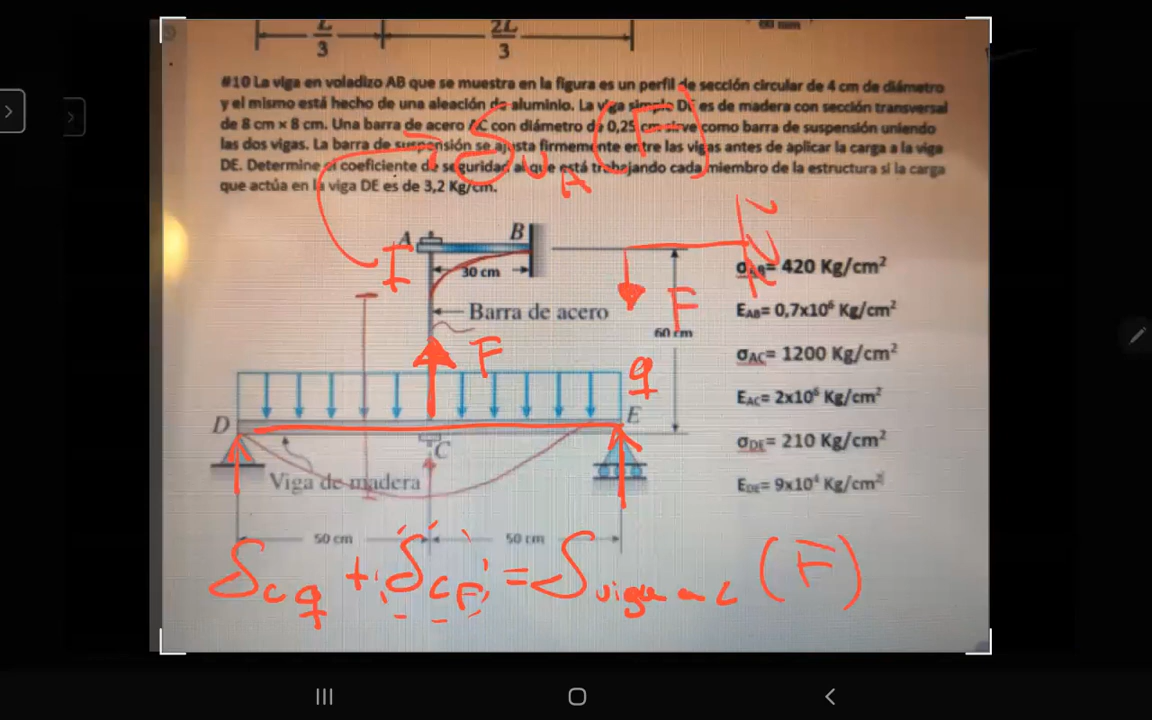 L/3 2L/3 60 mm
#10 La viga en voladizo AB que se muestra en la figura es un perfil de sección circular de 4 cm de diámetro
y el mismo está hecho de una aleación de aluminio. La viga simple DE es de madera con sección transversal
de 8 cm × 8 cm. Una barra de acero AC con diámetro de 0,25 cm sirve como barra de suspensión uniendo
las dos vigas. La barra de suspensión se ajusta firmemente entre las vigas antes de aplicar la carga a la viga
DE. Determine el coeficiente de seguridad al que está trabajando cada miembro de la estructura si la carga
que actúa en la viga DE es de 3,2 Kg/cm.
A B
30 cm
Barra de acero
60 cm
F
F
q
D E
C
Viga de madera
50 cm 50 cm
σAB= 420 Kg/cm²
EAB= 0,7x10⁶ Kg/cm²
σAC= 1200 Kg/cm²
EAC= 2x10⁶ Kg/cm²
σDE= 210 Kg/cm²
EDE= 9x10⁴ Kg/cm²
δcq + δcF = δviga en c (F)